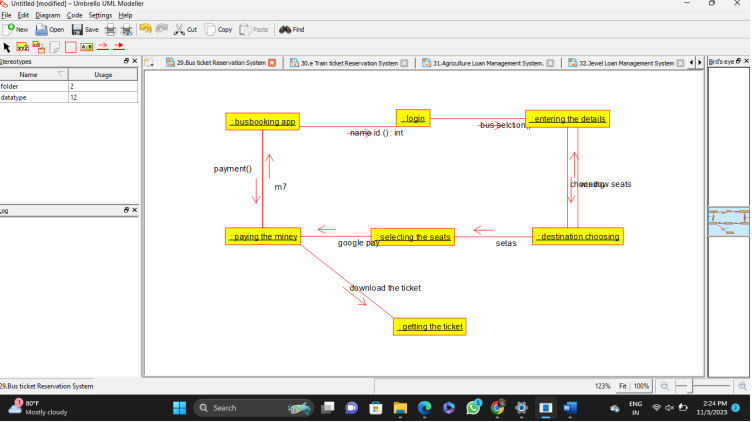 Untitled [modified] – Umbrello UML Modeller
File Edit Diagram Code Settings Help
New Open Save Cut Copy Paste Find
Stereotypes
Name Usage
folder 2
datatype 12
29.Bus ticket Reservation System
30.e Train ticket Reservation System
31.Agriculture Loan Management System.
32.Jewel Loan Management System
Bird's eye
: busbooking app
: login
: entering the details
name id () : int
bus selction()
payment()
m7
window seats
: paying the miney
google pay
: selecting the seats
setas
: destination choosing
download the ticket
: getting the ticket
29.Bus ticket Reservation System
123% Fit 100%
1
80°F
Mostly cloudy
Search
5
ENG
IN
2:24 PM
11/3/2023
2